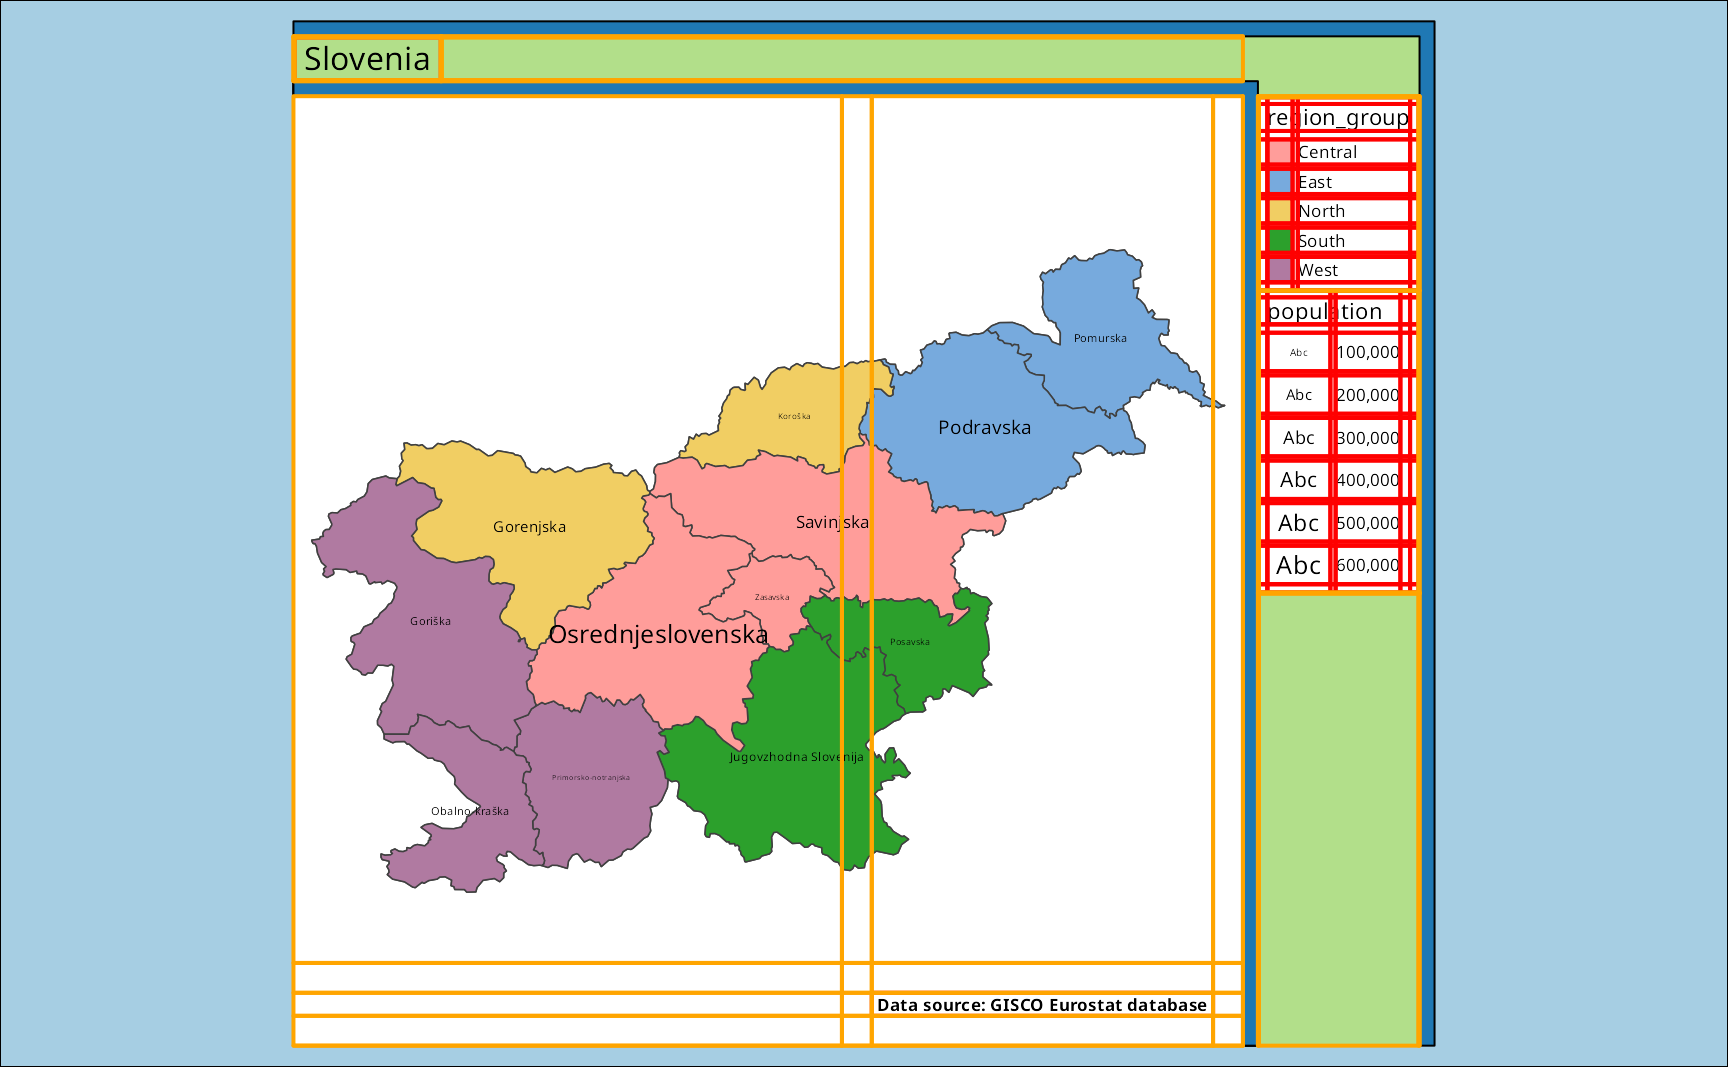 Slovenia
region_group
Central
East
North
South
West
population
Abc 100,000
Abc 200,000
Abc 300,000
Abc 400,000
Abc 500,000
Abc 600,000
Pomurska
Koroška
Podravska
Gorenjska
Savinjska
Zasavska
Goriška
Osrednjeslovenska
Posavska
Jugovzhodna Slovenija
Primorsko-notranjska
Obalno-kraška
Data source: GISCO Eurostat database